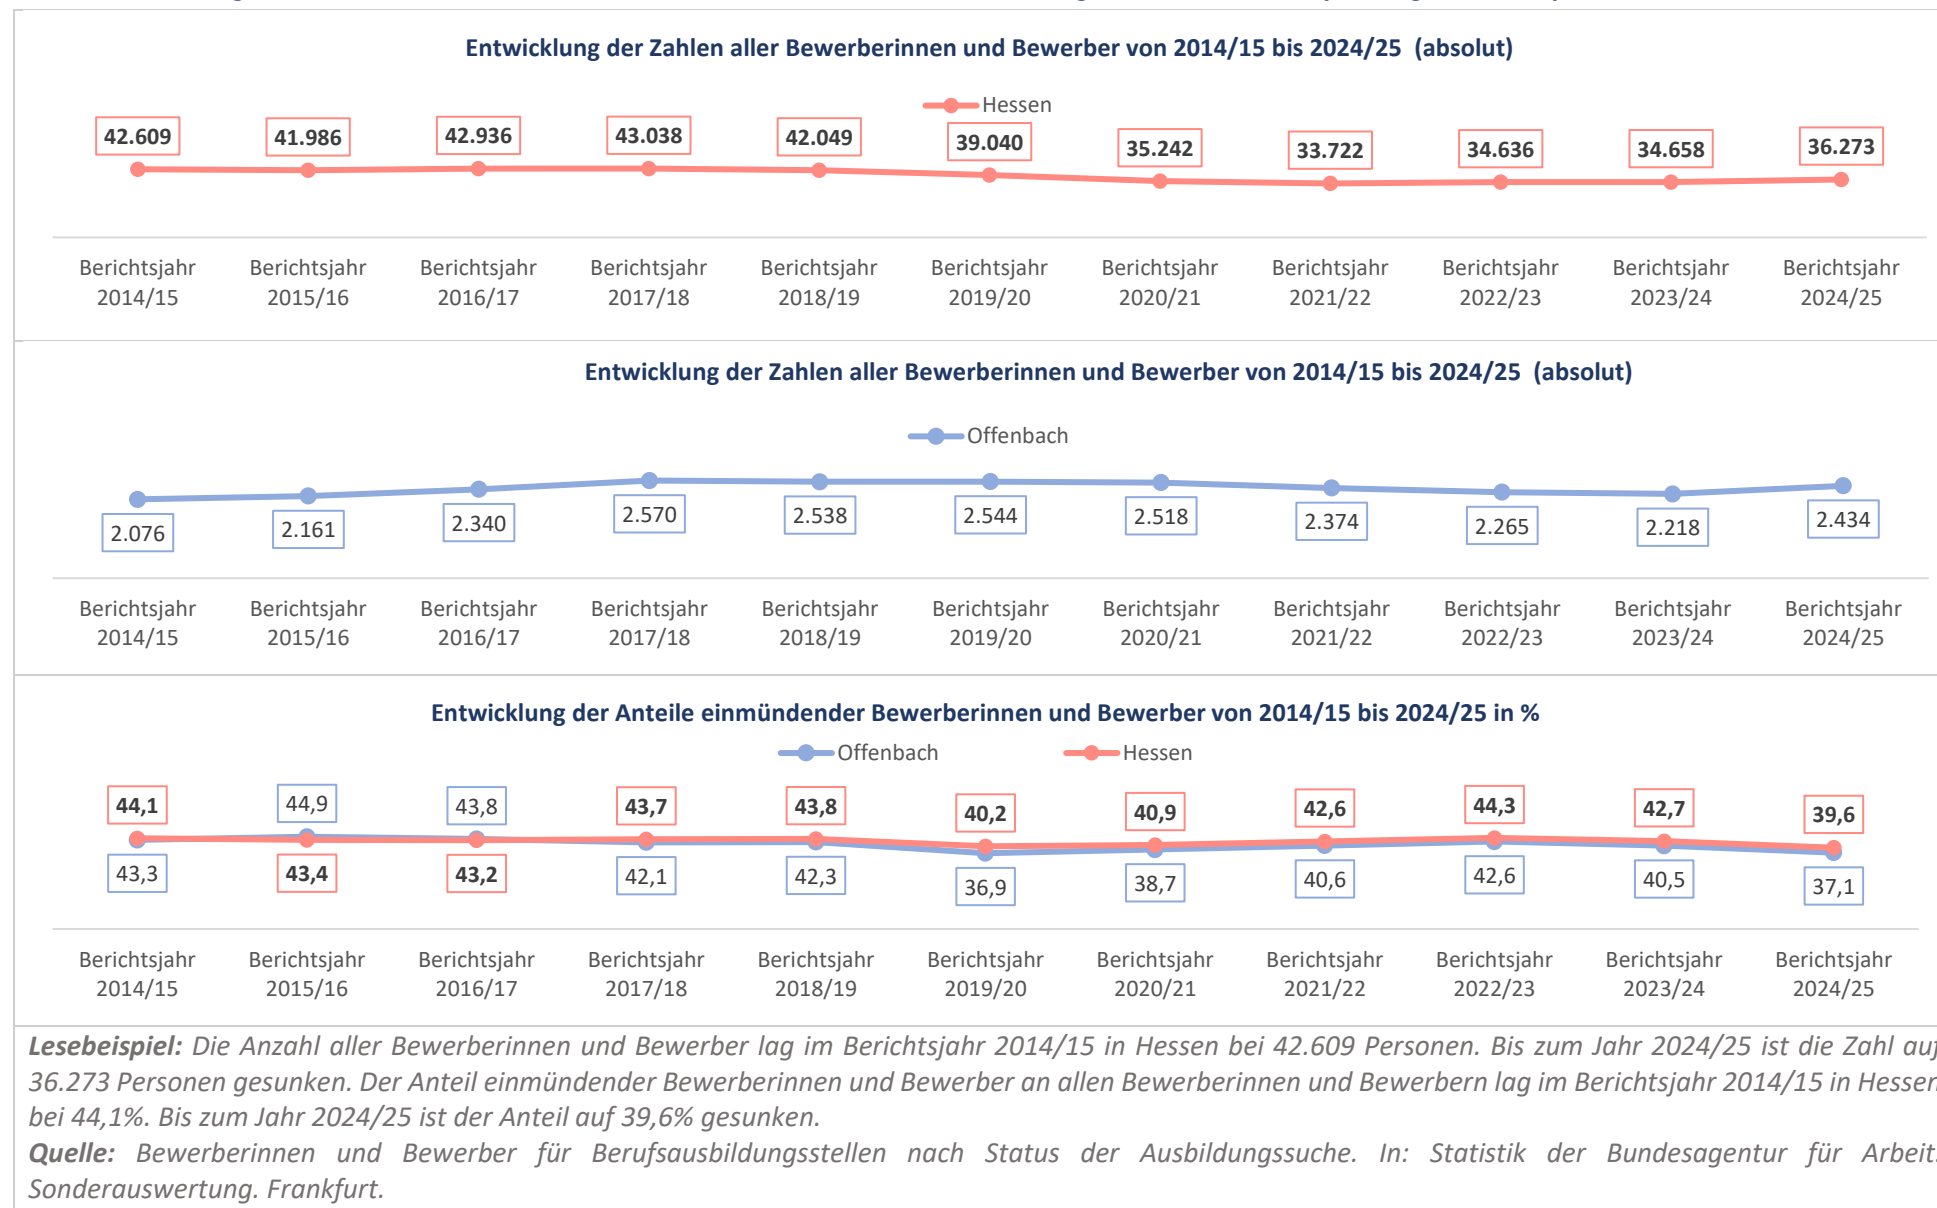 Entwicklung der Zahlen aller Bewerberinnen und Bewerber von 2014/15 bis 2024/25 (absolut)
Hessen
42.609 41.986 42.936 43.038 42.049 39.040 35.242 33.722 34.636 34.658 36.273
Berichtsjahr Berichtsjahr Berichtsjahr Berichtsjahr Berichtsjahr Berichtsjahr Berichtsjahr Berichtsjahr Berichtsjahr Berichtsjahr Berichtsjahr
2014/15 2015/16 2016/17 2017/18 2018/19 2019/20 2020/21 2021/22 2022/23 2023/24 2024/25
Entwicklung der Zahlen aller Bewerberinnen und Bewerber von 2014/15 bis 2024/25 (absolut)
Offenbach
2.076 2.161 2.340 2.570 2.538 2.544 2.518 2.374 2.265 2.218 2.434
Berichtsjahr Berichtsjahr Berichtsjahr Berichtsjahr Berichtsjahr Berichtsjahr Berichtsjahr Berichtsjahr Berichtsjahr Berichtsjahr Berichtsjahr
2014/15 2015/16 2016/17 2017/18 2018/19 2019/20 2020/21 2021/22 2022/23 2023/24 2024/25
Entwicklung der Anteile einmündender Bewerberinnen und Bewerber von 2014/15 bis 2024/25 in %
Offenbach Hessen
44,1 44,9 43,8 43,7 43,8 40,2 40,9 42,6 44,3 42,7 39,6
43,3 43,4 43,2 42,1 42,3 36,9 38,7 40,6 42,6 40,5 37,1
Berichtsjahr Berichtsjahr Berichtsjahr Berichtsjahr Berichtsjahr Berichtsjahr Berichtsjahr Berichtsjahr Berichtsjahr Berichtsjahr Berichtsjahr
2014/15 2015/16 2016/17 2017/18 2018/19 2019/20 2020/21 2021/22 2022/23 2023/24 2024/25
Lesebeispiel: Die Anzahl aller Bewerberinnen und Bewerber lag im Berichtsjahr 2014/15 in Hessen bei 42.609 Personen. Bis zum Jahr 2024/25 ist die Zahl auf
36.273 Personen gesunken. Der Anteil einmündender Bewerberinnen und Bewerber an allen Bewerberinnen und Bewerbern lag im Berichtsjahr 2014/15 in Hessen
bei 44,1%. Bis zum Jahr 2024/25 ist der Anteil auf 39,6% gesunken.
Quelle: Bewerberinnen und Bewerber für Berufsausbildungsstellen nach Status der Ausbildungssuche. In: Statistik der Bundesagentur für Arbeit.
Sonderauswertung. Frankfurt.